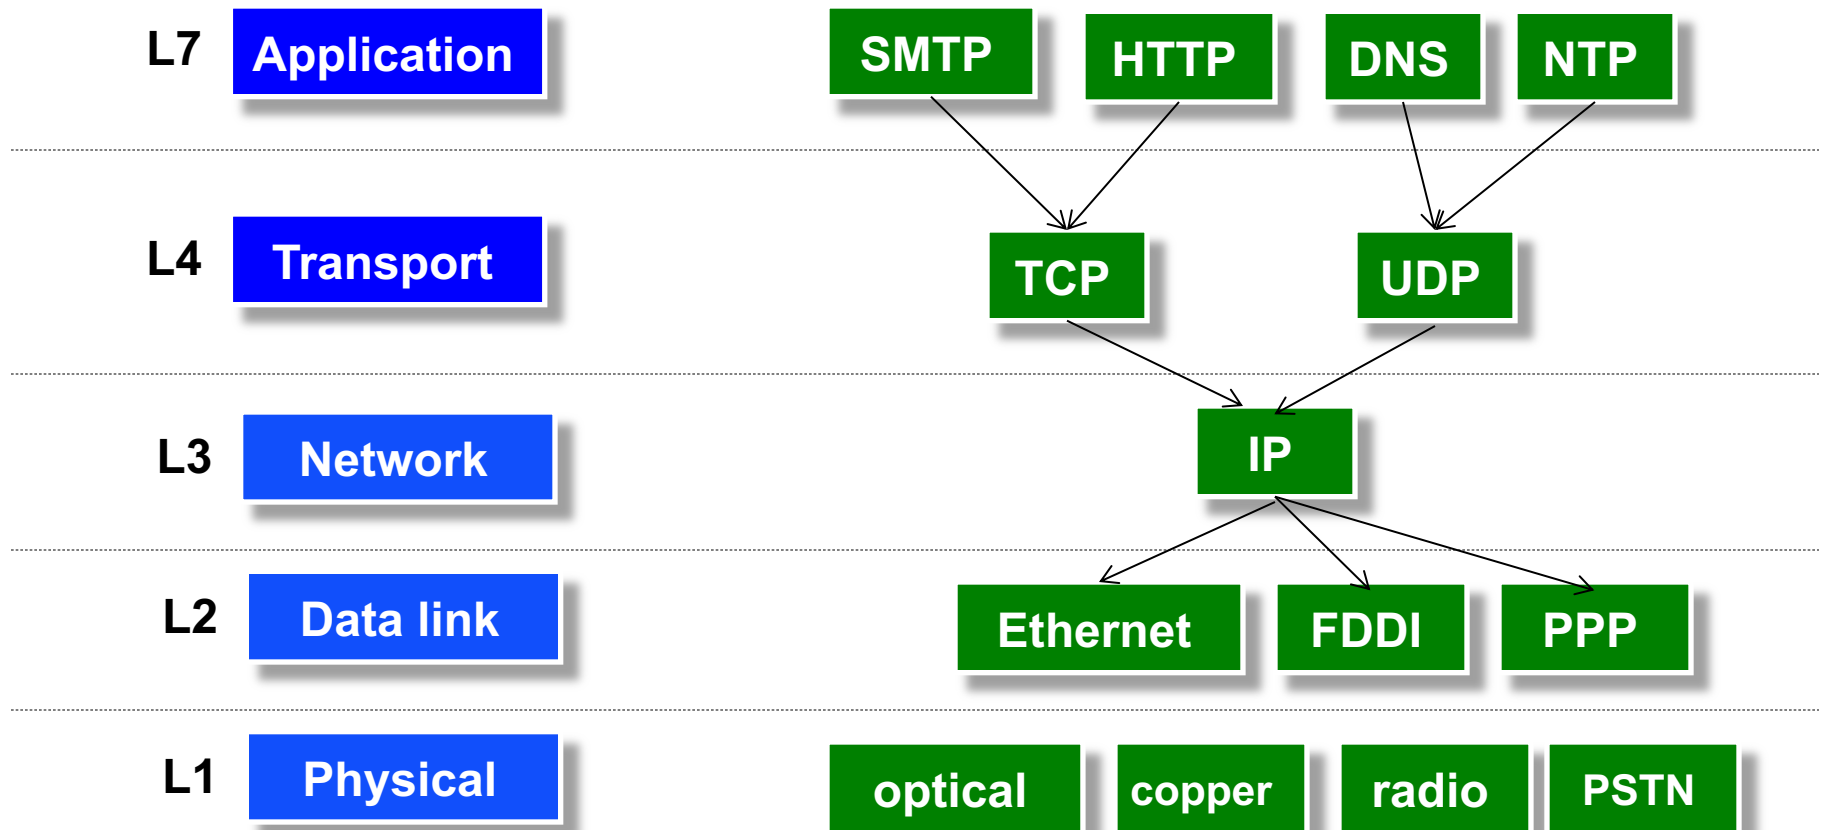 L7 Application SMTP HTTP DNS NTP
L4 Transport TCP UDP
L3 Network IP
L2 Data link Ethernet FDDI PPP
L1 Physical optical copper radio PSTN